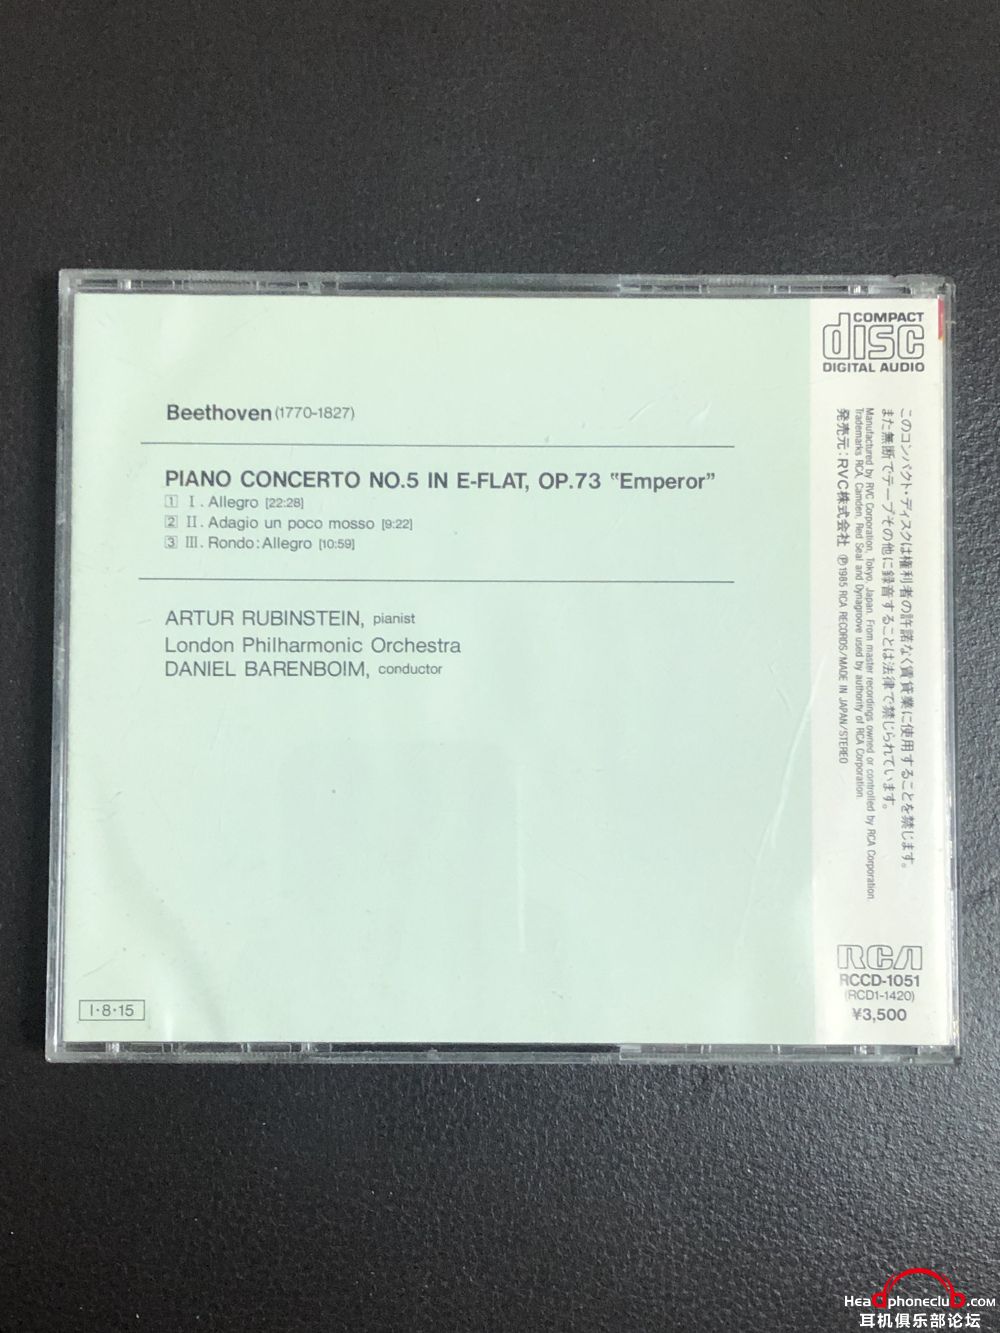 Beethoven (1770-1827)
PIANO CONCERTO NO.5 IN E-FLAT, OP.73 "Emperor"
1 I. Allegro [22:28]
2 II. Adagio un poco mosso [9:22]
3 III. Rondo: Allegro [10:59]
ARTUR RUBINSTEIN, pianist
London Philharmonic Orchestra
DANIEL BARENBOIM, conductor
I・8・15
COMPACT
disc
DIGITAL AUDIO
このコンパクト・ディスクは権利者の許諾なく賃貸業に使用することを禁じます。
また無断でテープその他に録音することは法律で禁じられています。
Manufactured by RVC Corporation, Tokyo, Japan. From master recordings owned or controlled by RCA Corporation.
Trademarks RCA, Camden, Red Seal and Dynagroove used by authority of RCA Corporation.
発売元:RVC株式会社 Ⓟ1985 RCA RECORDS/MADE IN JAPAN/STEREO
RCA
RCCD-1051
(RCD1-1420)
¥3,500
Headphoneclub.com
耳机俱乐部论坛